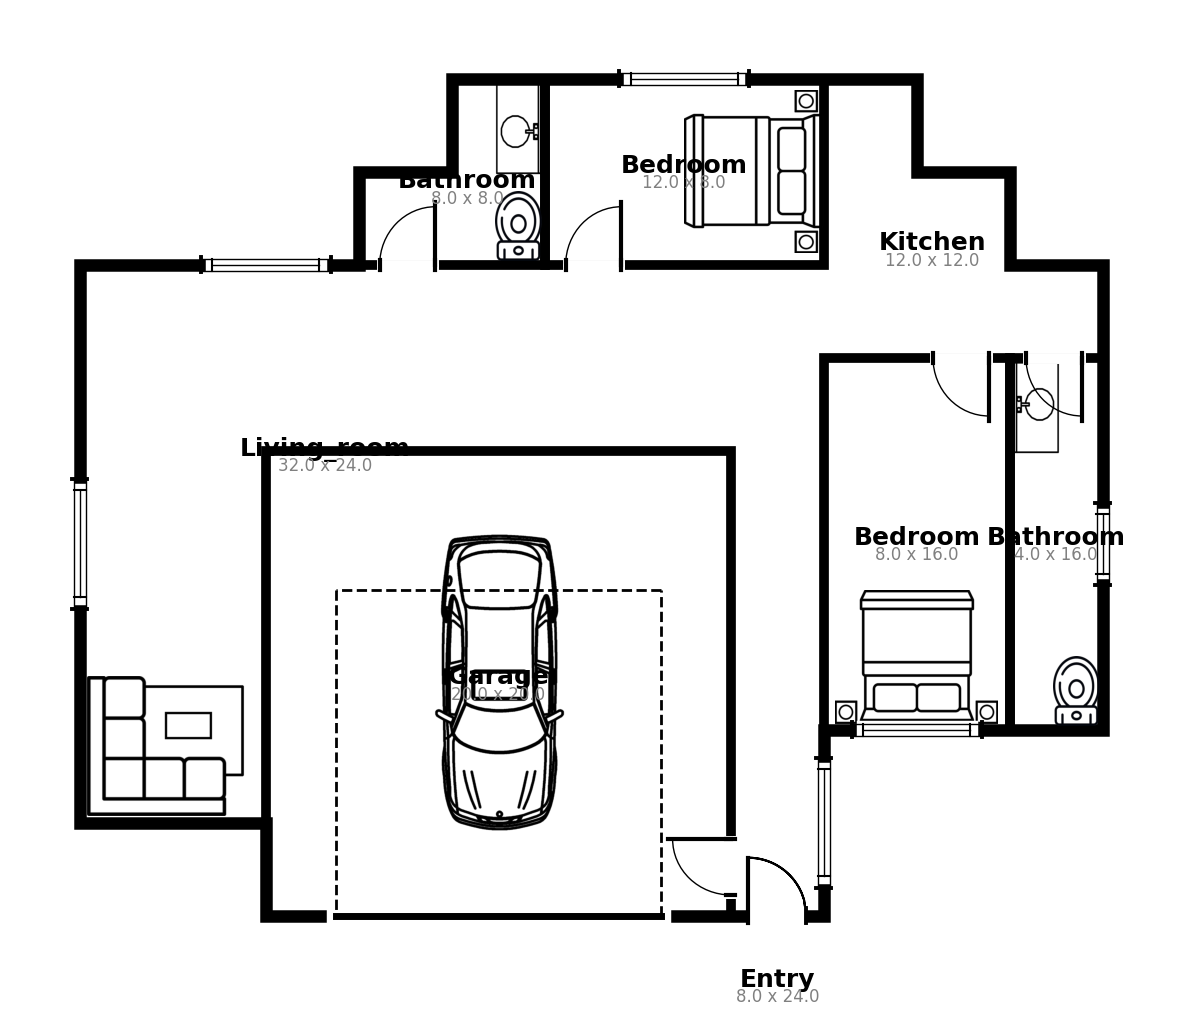 Bedroom
12.0 x 8.0
Bathroom
8.0 x 8.0
Kitchen
12.0 x 12.0
Living_room
32.0 x 24.0
Bedroom
8.0 x 16.0
Bathroom
4.0 x 16.0
Garage
20.0 x 20.0
Entry
8.0 x 24.0